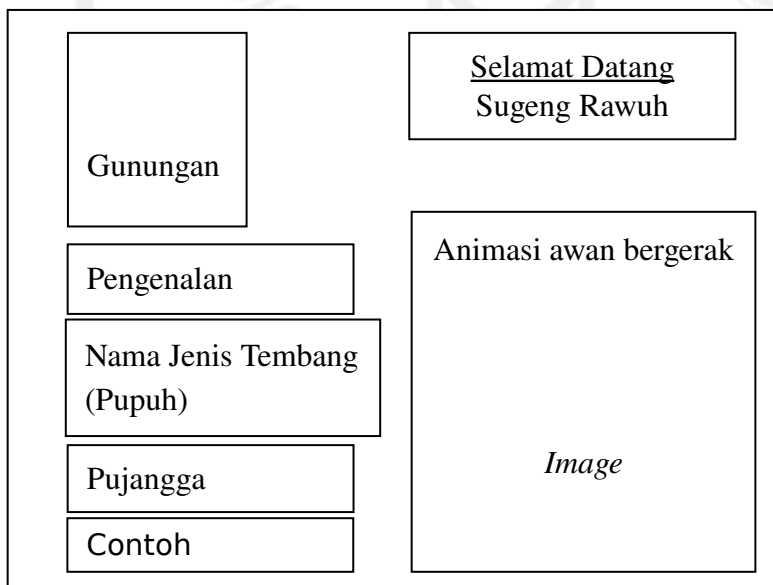 Selamat Datang
Sugeng Rawuh
Gunungan
Animasi awan bergerak
Pengenalan
Nama Jenis Tembang
(Pupuh)
Image
Pujangga
Contoh